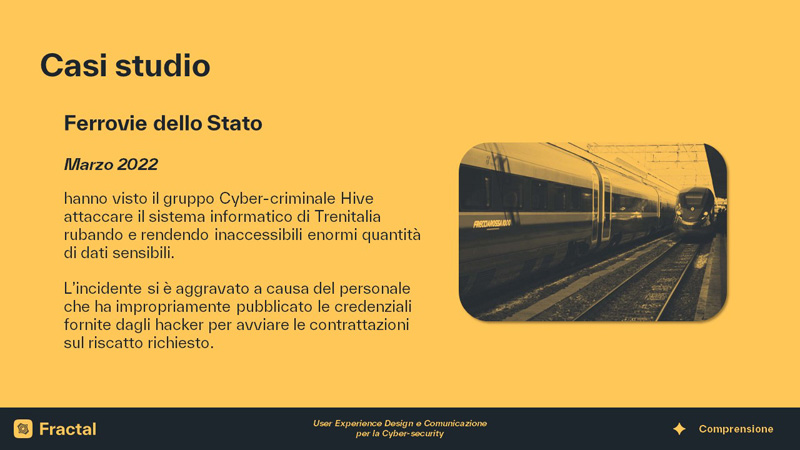 Casi studio
Ferrovie dello Stato
Marzo 2022
hanno visto il gruppo Cyber-criminale Hive
attaccare il sistema informatico di Trenitalia
rubando e rendendo inaccessibili enormi quantità
di dati sensibili.
L'incidente si è aggravato a causa del personale
che ha impropriamente pubblicato le credenziali
fornite dagli hacker per avviare le contrattazioni
sul riscatto richiesto.
FRECCIAROSSA 1000
Fractal
User Experience Design e Comunicazione
per la Cyber-security
Comprensione